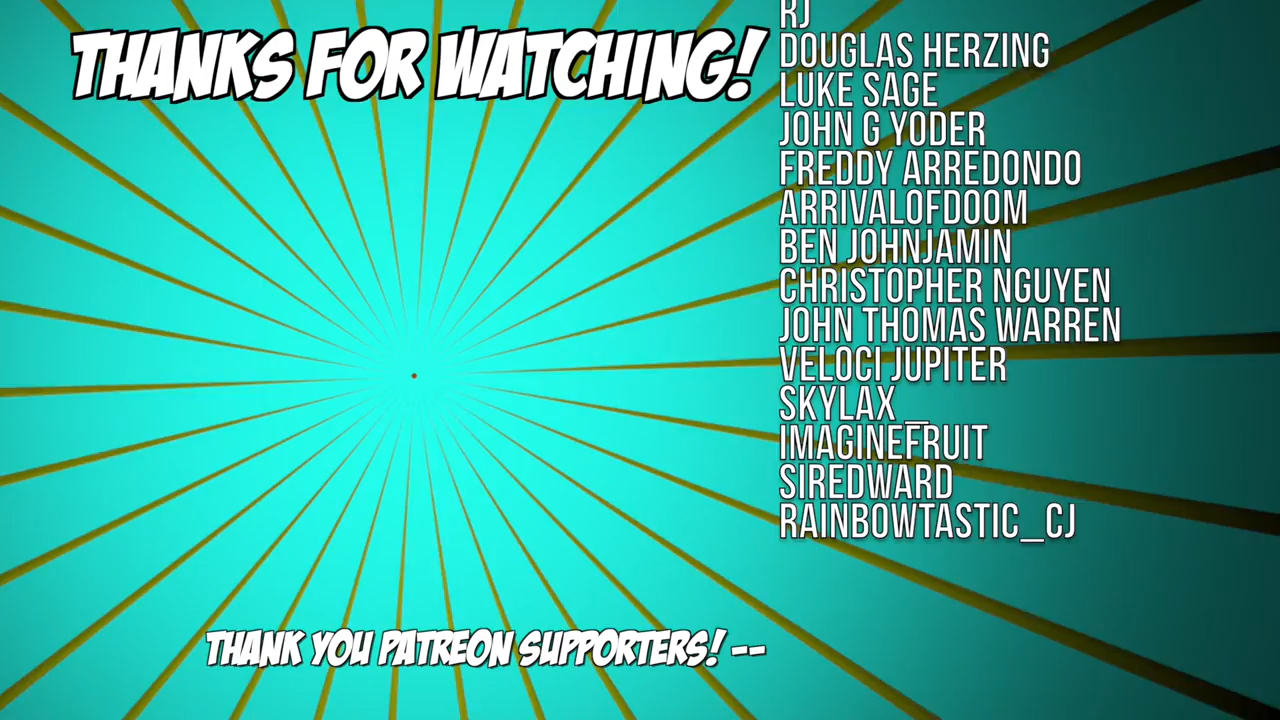 THANKS FOR WATCHING!
RJ
DOUGLAS HERZING
LUKE SAGE
JOHN G YODER
FREDDY ARREDONDO
ARRIVALOFDOOM
BEN JOHNJAMIN
CHRISTOPHER NGUYEN
JOHN THOMAS WARREN
VELOCI JUPITER
SKYLAX _
IMAGINEFRUIT
SIREDWARD
RAINBOWTASTIC_CJ
THANK YOU PATREON SUPPORTERS! --